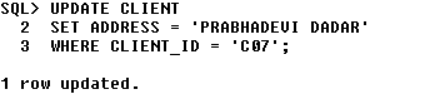 SQL> UPDATE CLIENT
2 SET ADDRESS = 'PRABHADEVI DADAR'
3 WHERE CLIENT_ID = 'C07';
1 row updated.